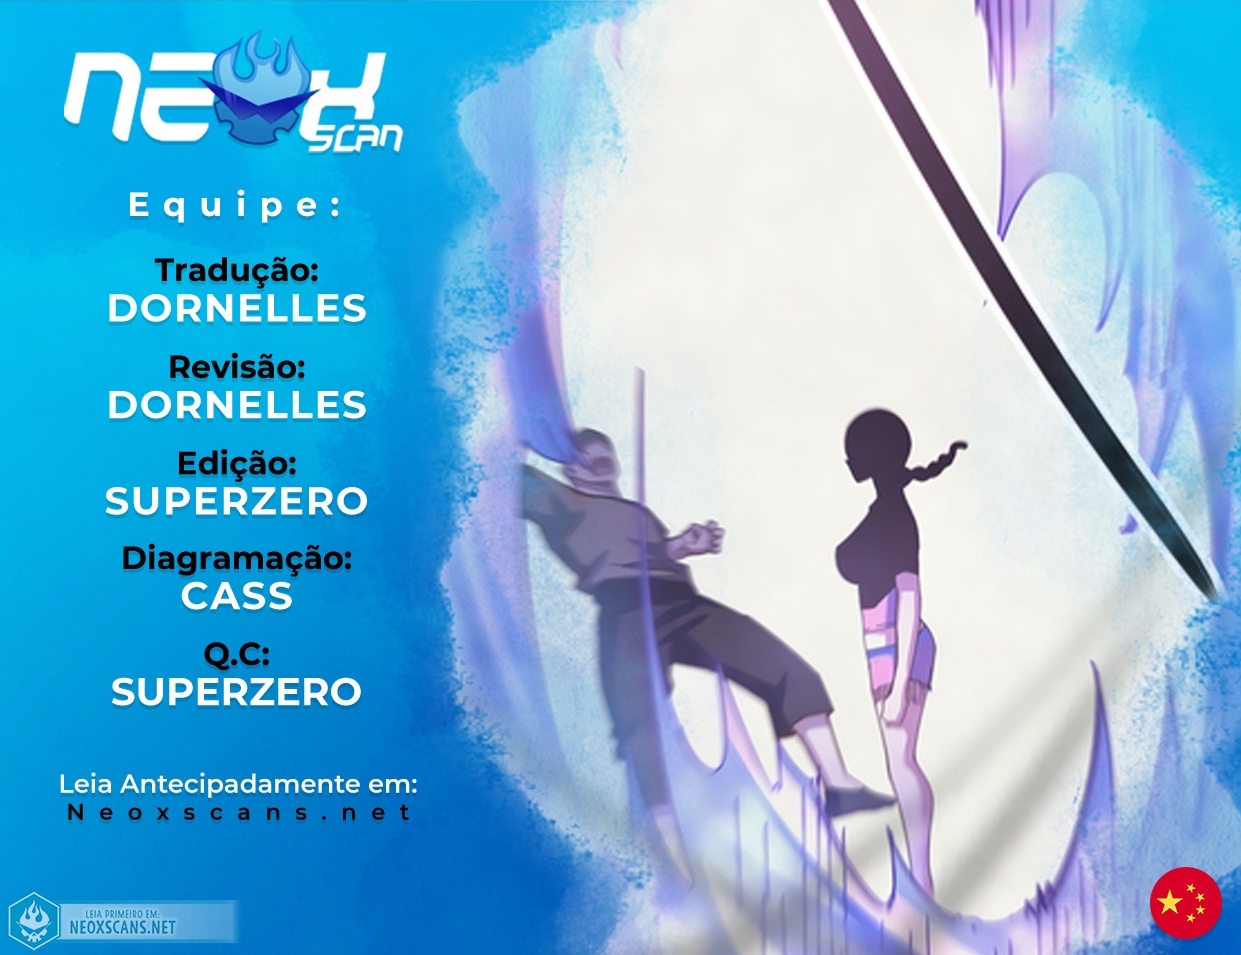 NEOX
SCAN
Equipe:
Tradução:
DORNELLES
Revisão:
DORNELLES
Edição:
SUPERZERO
Diagramação:
CASS
Q.C:
SUPERZERO
Leia Antecipadamente em:
Neoxscans.net
LEIA PRIMEIRO EM:
NEOXSCANS.NET